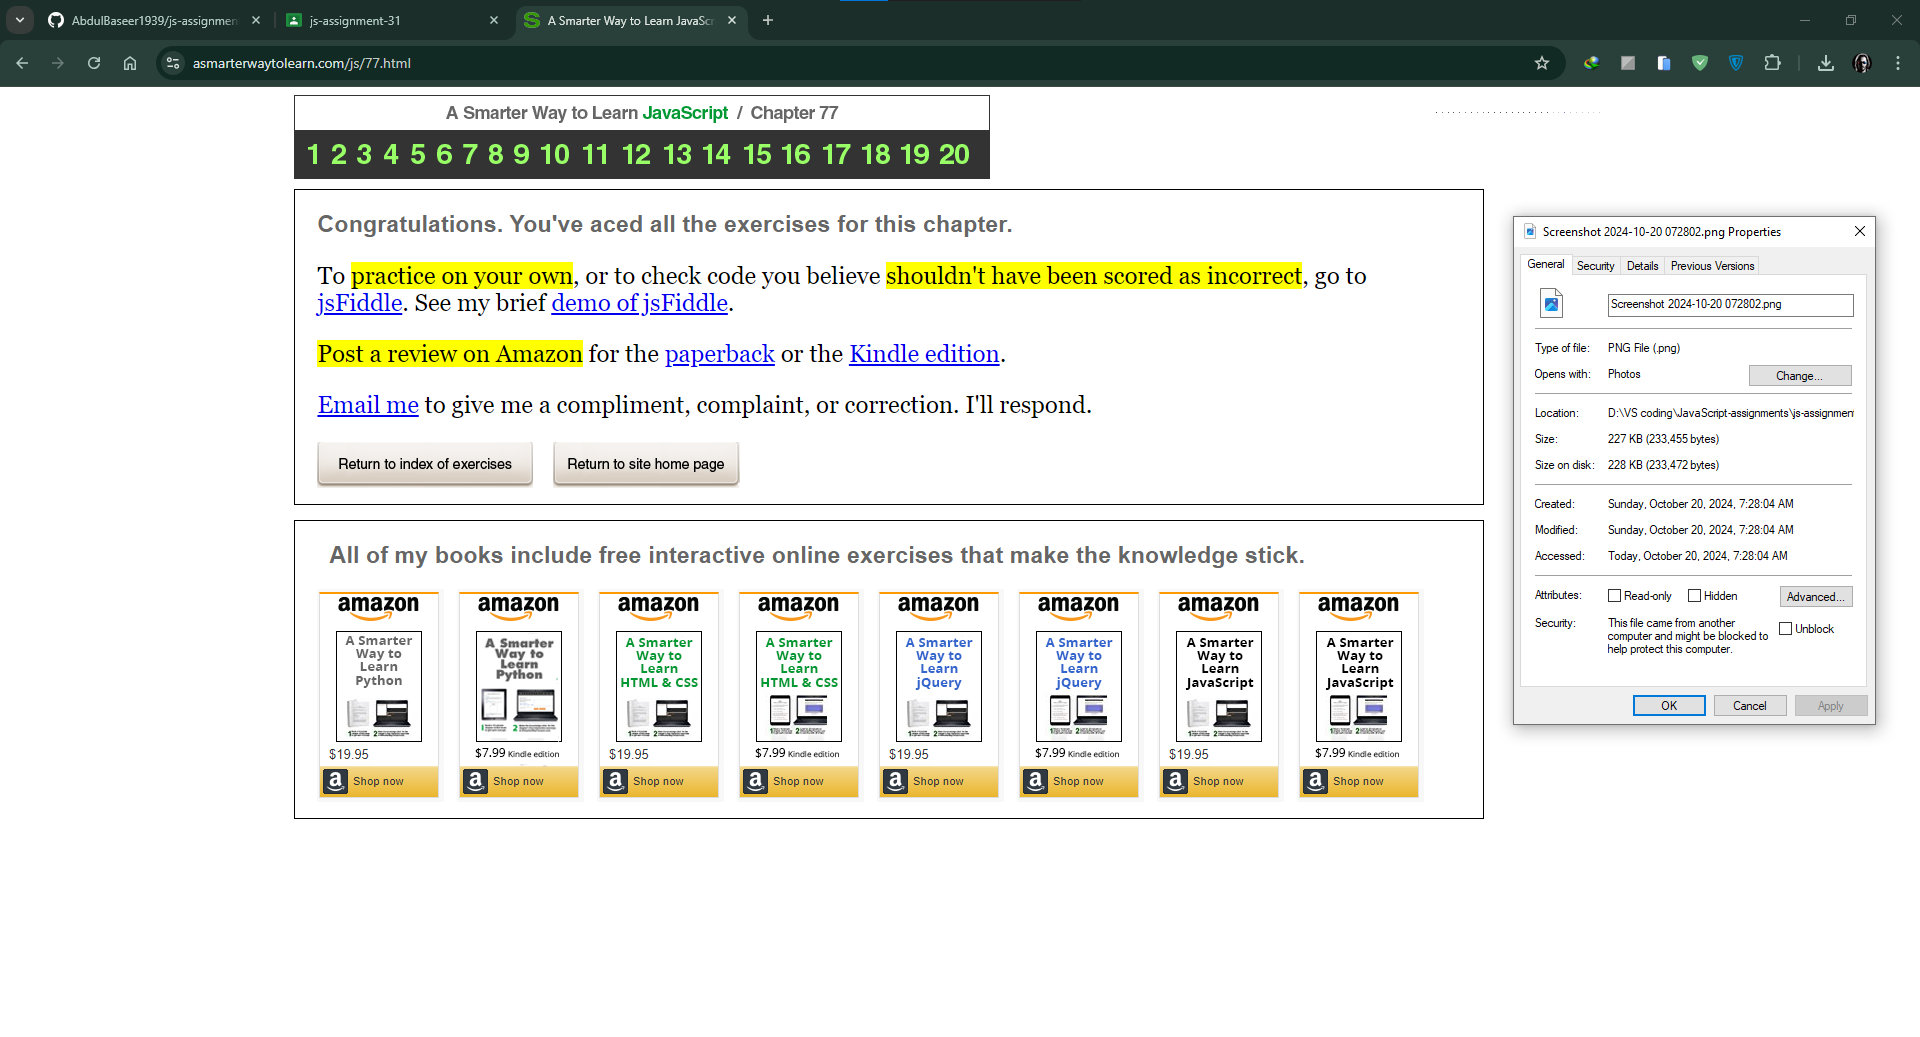 AbdulBaseer1939/js-assignmen
js-assignment-31
A Smarter Way to Learn JavaSc
asmarterwaytolearn.com/js/77.html
A Smarter Way to Learn JavaScript / Chapter 77
1 2 3 4 5 6 7 8 9 10 11 12 13 14 15 16 17 18 19 20
Congratulations. You've aced all the exercises for this chapter.
To practice on your own, or to check code you believe shouldn't have been scored as incorrect, go to
jsFiddle. See my brief demo of jsFiddle.
Post a review on Amazon for the paperback or the Kindle edition.
Email me to give me a compliment, complaint, or correction. I'll respond.
Return to index of exercises
Return to site home page
All of my books include free interactive online exercises that make the knowledge stick.
amazon
A Smarter
Way to
Learn
Python
$19.95
Shop now
amazon
A Smarter
Way to
Learn
Python
$7.99 Kindle edition
Shop now
amazon
A Smarter
Way to
Learn
HTML & CSS
$19.95
Shop now
amazon
A Smarter
Way to
Learn
HTML & CSS
$7.99 Kindle edition
Shop now
amazon
A Smarter
Way to
Learn
jQuery
$19.95
Shop now
amazon
A Smarter
Way to
Learn
jQuery
$7.99 Kindle edition
Shop now
amazon
A Smarter
Way to
Learn
JavaScript
$19.95
Shop now
amazon
A Smarter
Way to
Learn
JavaScript
$7.99 Kindle edition
Shop now
Screenshot 2024-10-20 072802.png Properties
General Security Details Previous Versions
Screenshot 2024-10-20 072802.png
Type of file: PNG File (.png)
Opens with: Photos Change...
Location: D:\VS coding\JavaScript-assignments\js-assignmen
Size: 227 KB (233,455 bytes)
Size on disk: 228 KB (233,472 bytes)
Created: Sunday, October 20, 2024, 7:28:04 AM
Modified: Sunday, October 20, 2024, 7:28:04 AM
Accessed: Today, October 20, 2024, 7:28:04 AM
Attributes: Read-only Hidden Advanced...
Security: This file came from another
computer and might be blocked to
help protect this computer.
Unblock
OK Cancel Apply